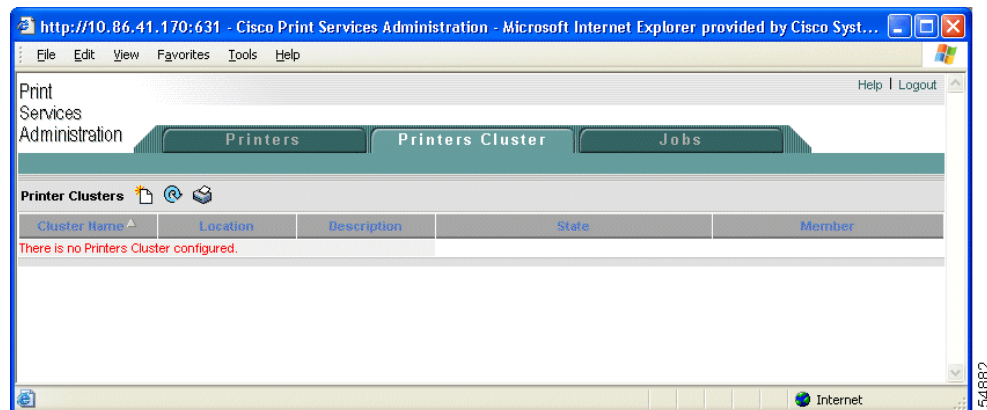 http://10.86.41.170:631 - Cisco Print Services Administration - Microsoft Internet Explorer provided by Cisco Syst...
File Edit View Favorites Tools Help
Help | Logout
Print
Services
Administration
Printers Printers Cluster Jobs
Printer Clusters
Cluster Name Location Description State Member
There is no Printers Cluster configured.
Internet
54882